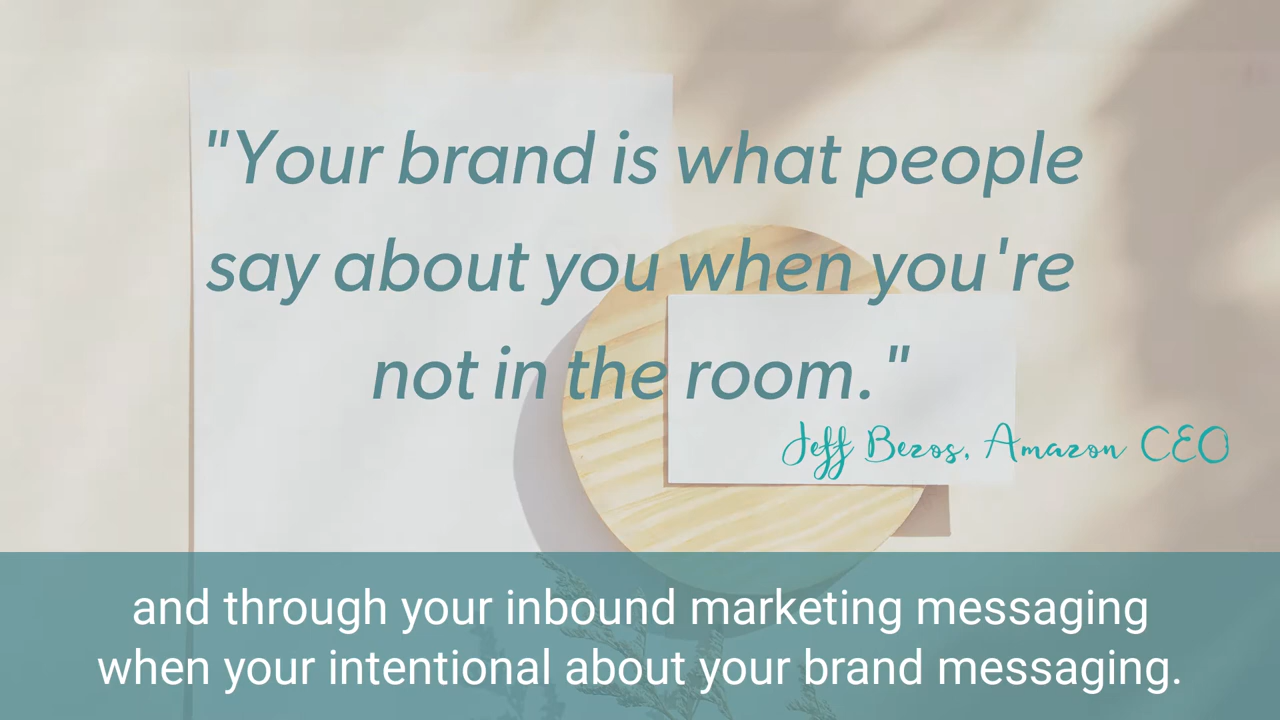 "Your brand is what people
say about you when you're
not in the room."
Jeff Bezos, Amazon CEO
and through your inbound marketing messaging
when your intentional about your brand messaging.